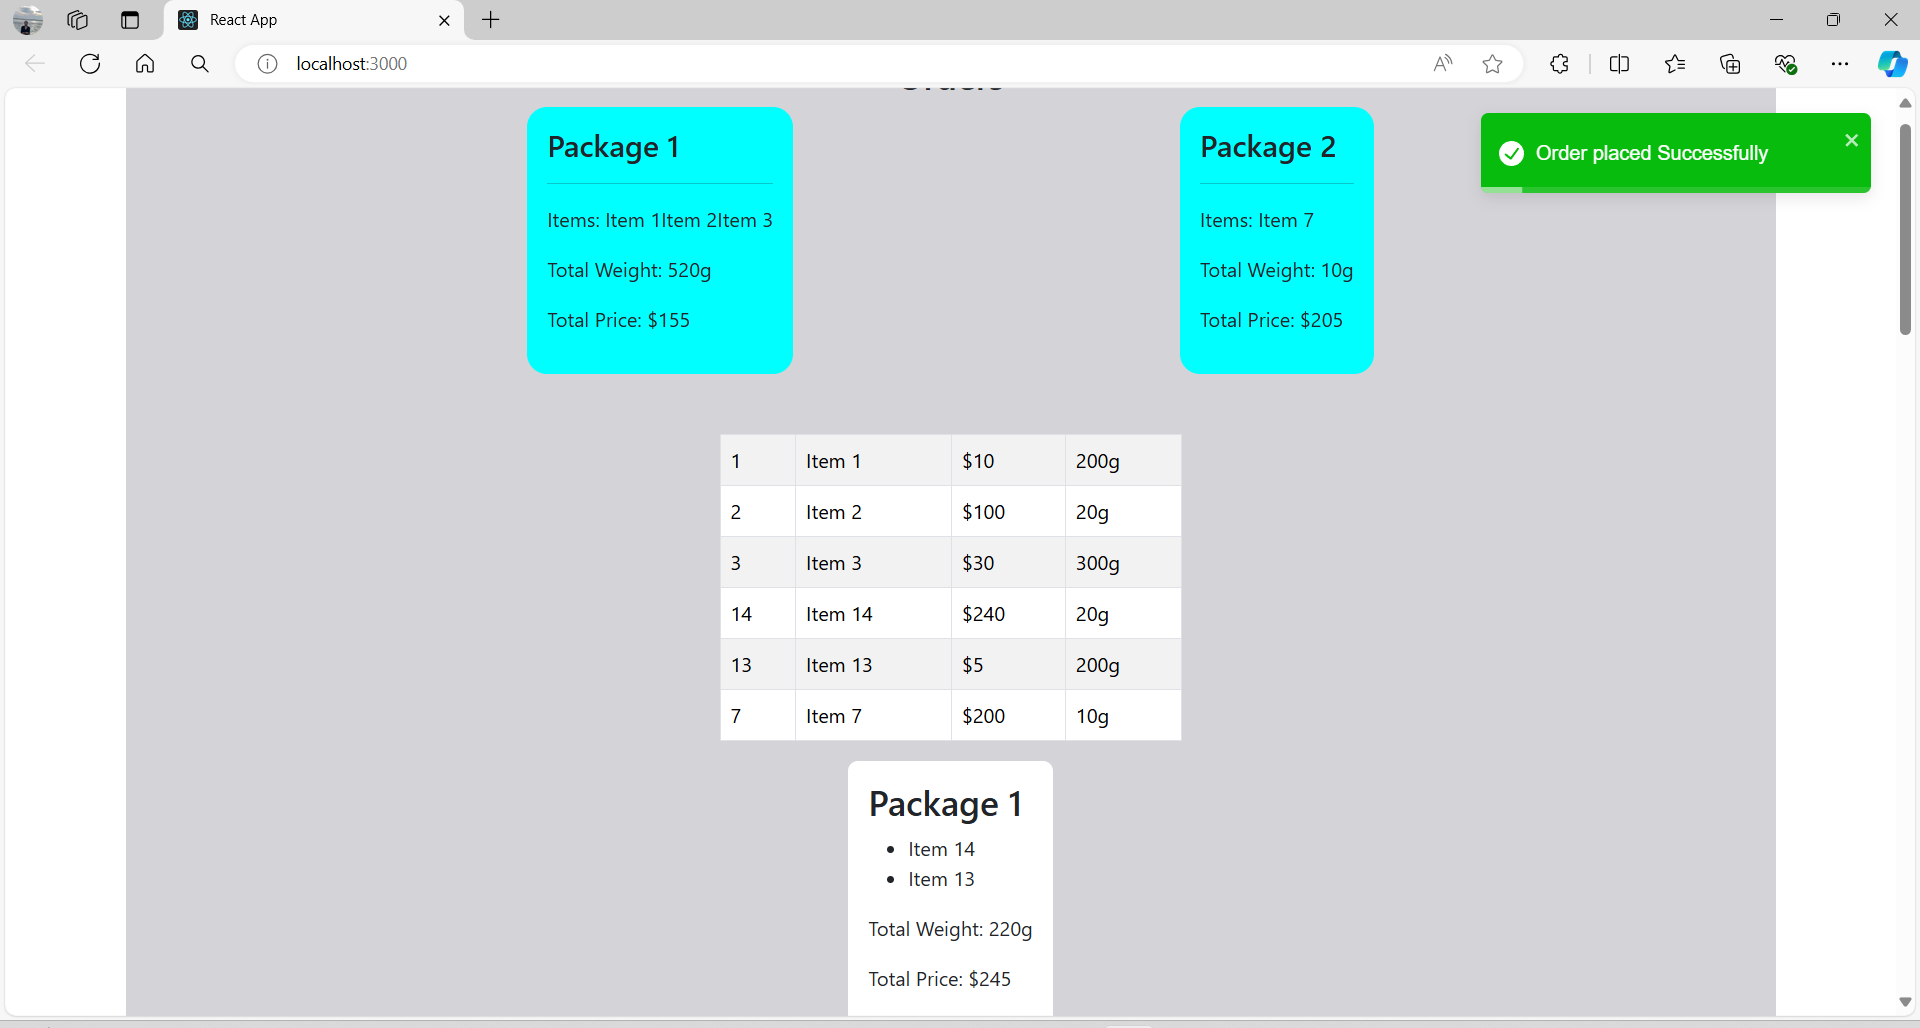 React App
localhost:3000
Package 1
Items: Item 1Item 2Item 3
Total Weight: 520g
Total Price: $155
Package 2
Items: Item 7
Total Weight: 10g
Total Price: $205
Order placed Successfully
1 Item 1 $10 200g
2 Item 2 $100 20g
3 Item 3 $30 300g
14 Item 14 $240 20g
13 Item 13 $5 200g
7 Item 7 $200 10g
Package 1
• Item 14
• Item 13
Total Weight: 220g
Total Price: $245